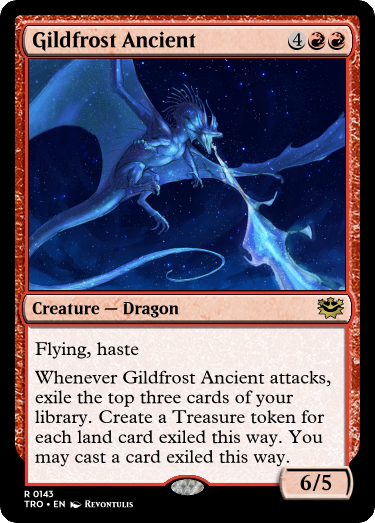 Gildfrost Ancient 4
Creature — Dragon
Flying, haste
Whenever Gildfrost Ancient attacks,
exile the top three cards of your
library. Create a Treasure token for
each land card exiled this way. You
may cast a card exiled this way.
6/5
R 0143
TRO • EN Revontulis